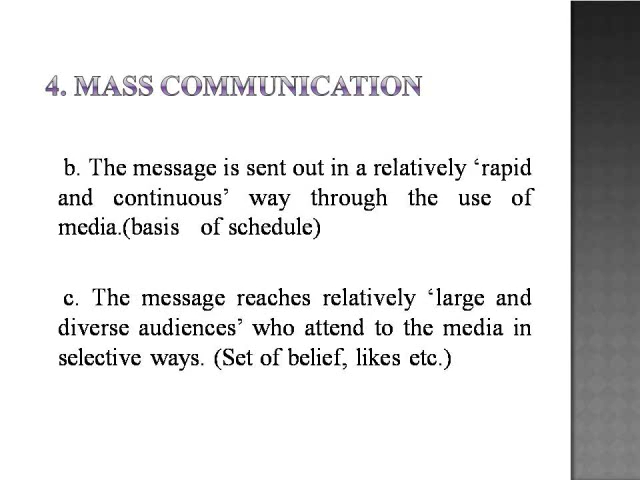 4. MASS COMMUNICATION
b. The message is sent out in a relatively ‘rapid
and continuous’ way through the use of
media.(basis of schedule)
c. The message reaches relatively ‘large and
diverse audiences’ who attend to the media in
selective ways. (Set of belief, likes etc.)